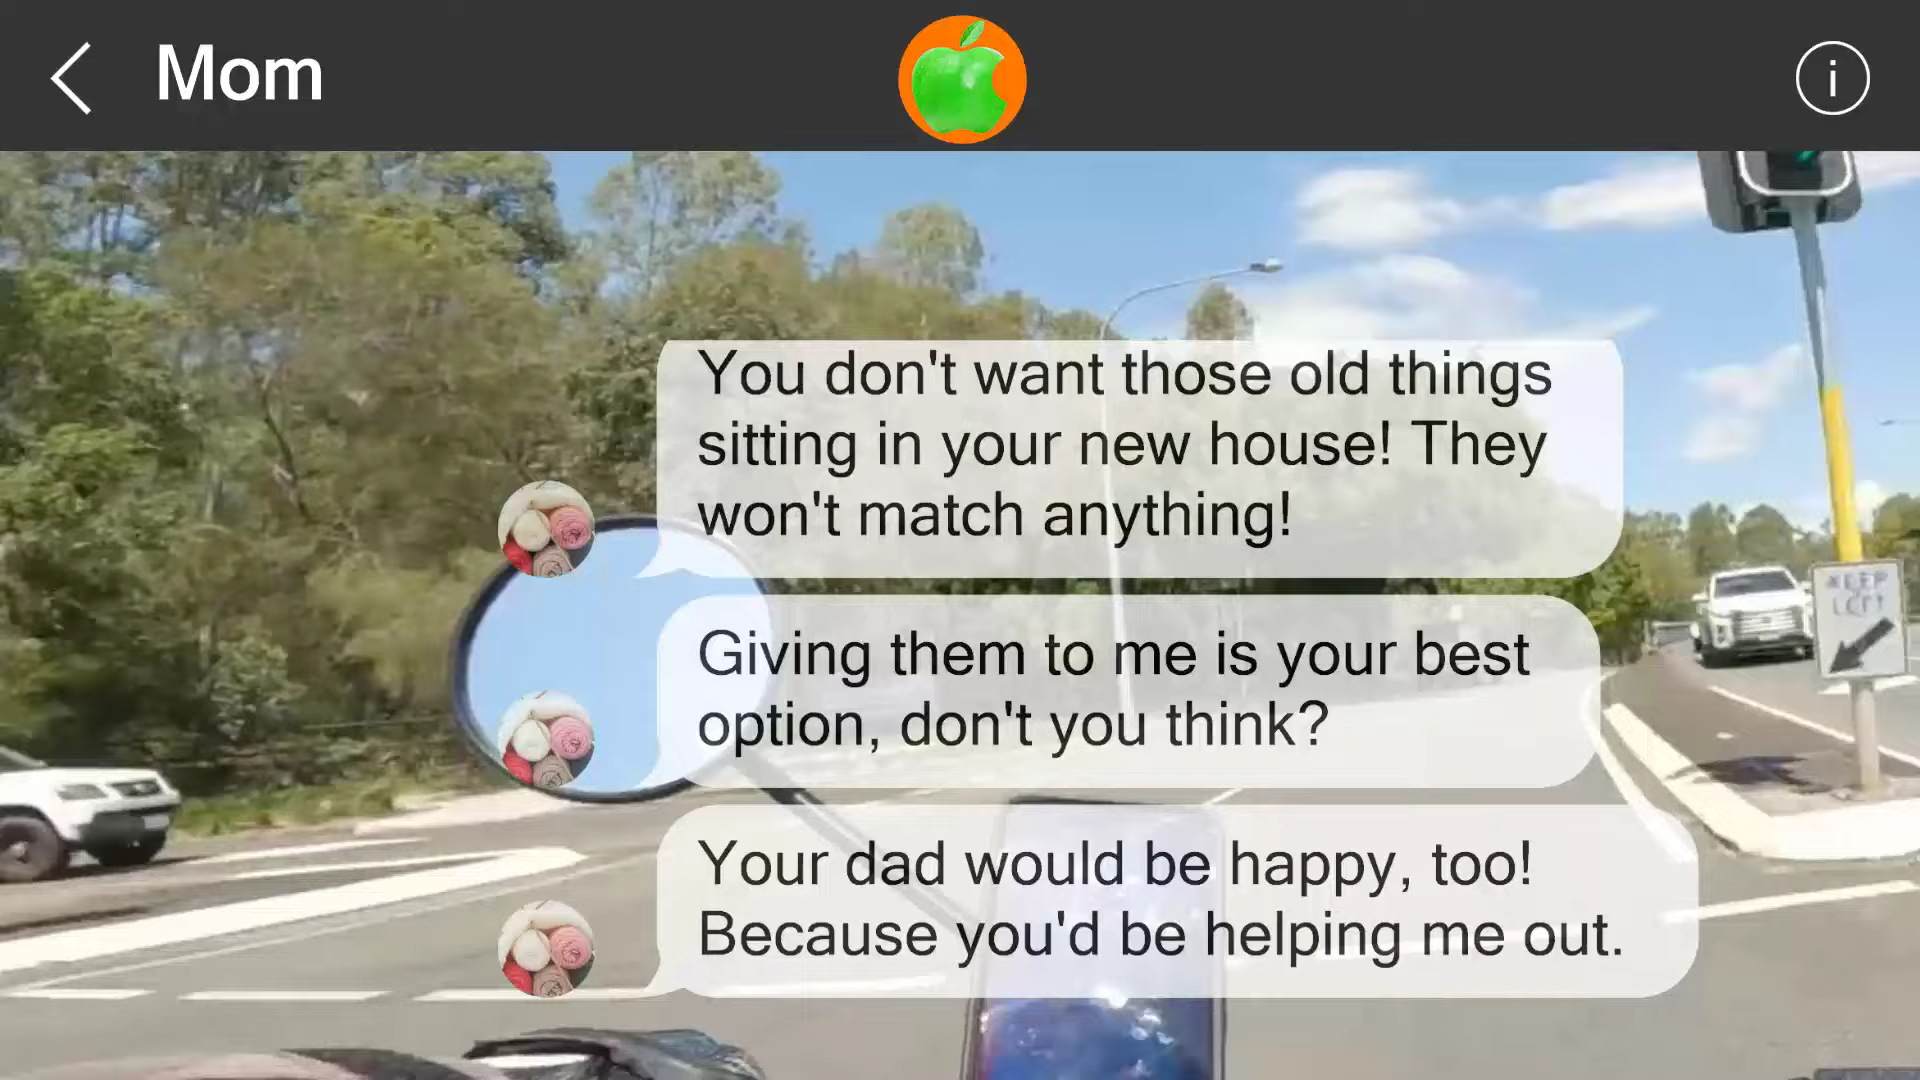 Mom
i
You don't want those old things
sitting in your new house! They
won't match anything!
Giving them to me is your best
option, don't you think?
Your dad would be happy, too!
Because you'd be helping me out.
KEEP
LEFT